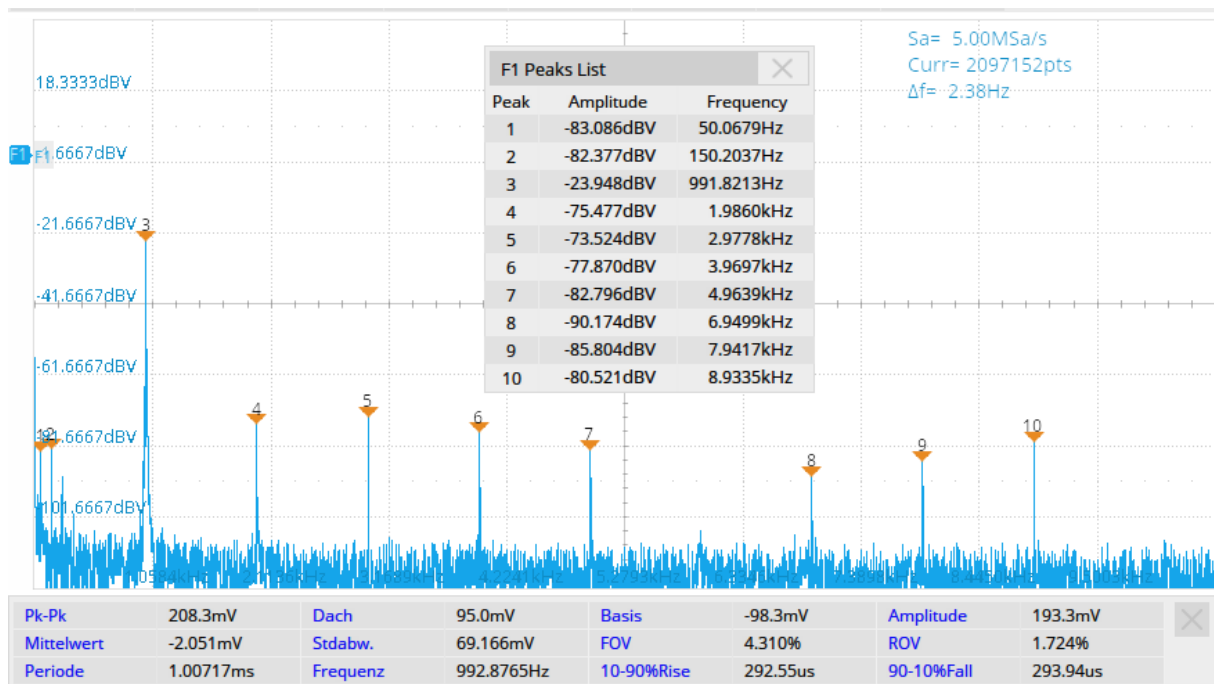 Sa= 5.00MSa/s
Curr= 2097152pts
Δf= 2.38Hz
18.3333dBV
F1 F1 .6667dBV
-21.6667dBV
-41.6667dBV
-61.6667dBV
.6667dBV
101.6667dBV
F1 Peaks List
Peak Amplitude Frequency
1 -83.086dBV 50.0679Hz
2 -82.377dBV 150.2037Hz
3 -23.948dBV 991.8213Hz
4 -75.477dBV 1.9860kHz
5 -73.524dBV 2.9778kHz
6 -77.870dBV 3.9697kHz
7 -82.796dBV 4.9639kHz
8 -90.174dBV 6.9499kHz
9 -85.804dBV 7.9417kHz
10 -80.521dBV 8.9335kHz
3
4
5
6
7
8
9
10
4.2241kHz 5.2793kHz
Pk-Pk 208.3mV Dach 95.0mV Basis -98.3mV Amplitude 193.3mV
Mittelwert -2.051mV Stdabw. 69.166mV FOV 4.310% ROV 1.724%
Periode 1.00717ms Frequenz 992.8765Hz 10-90%Rise 292.55us 90-10%Fall 293.94us